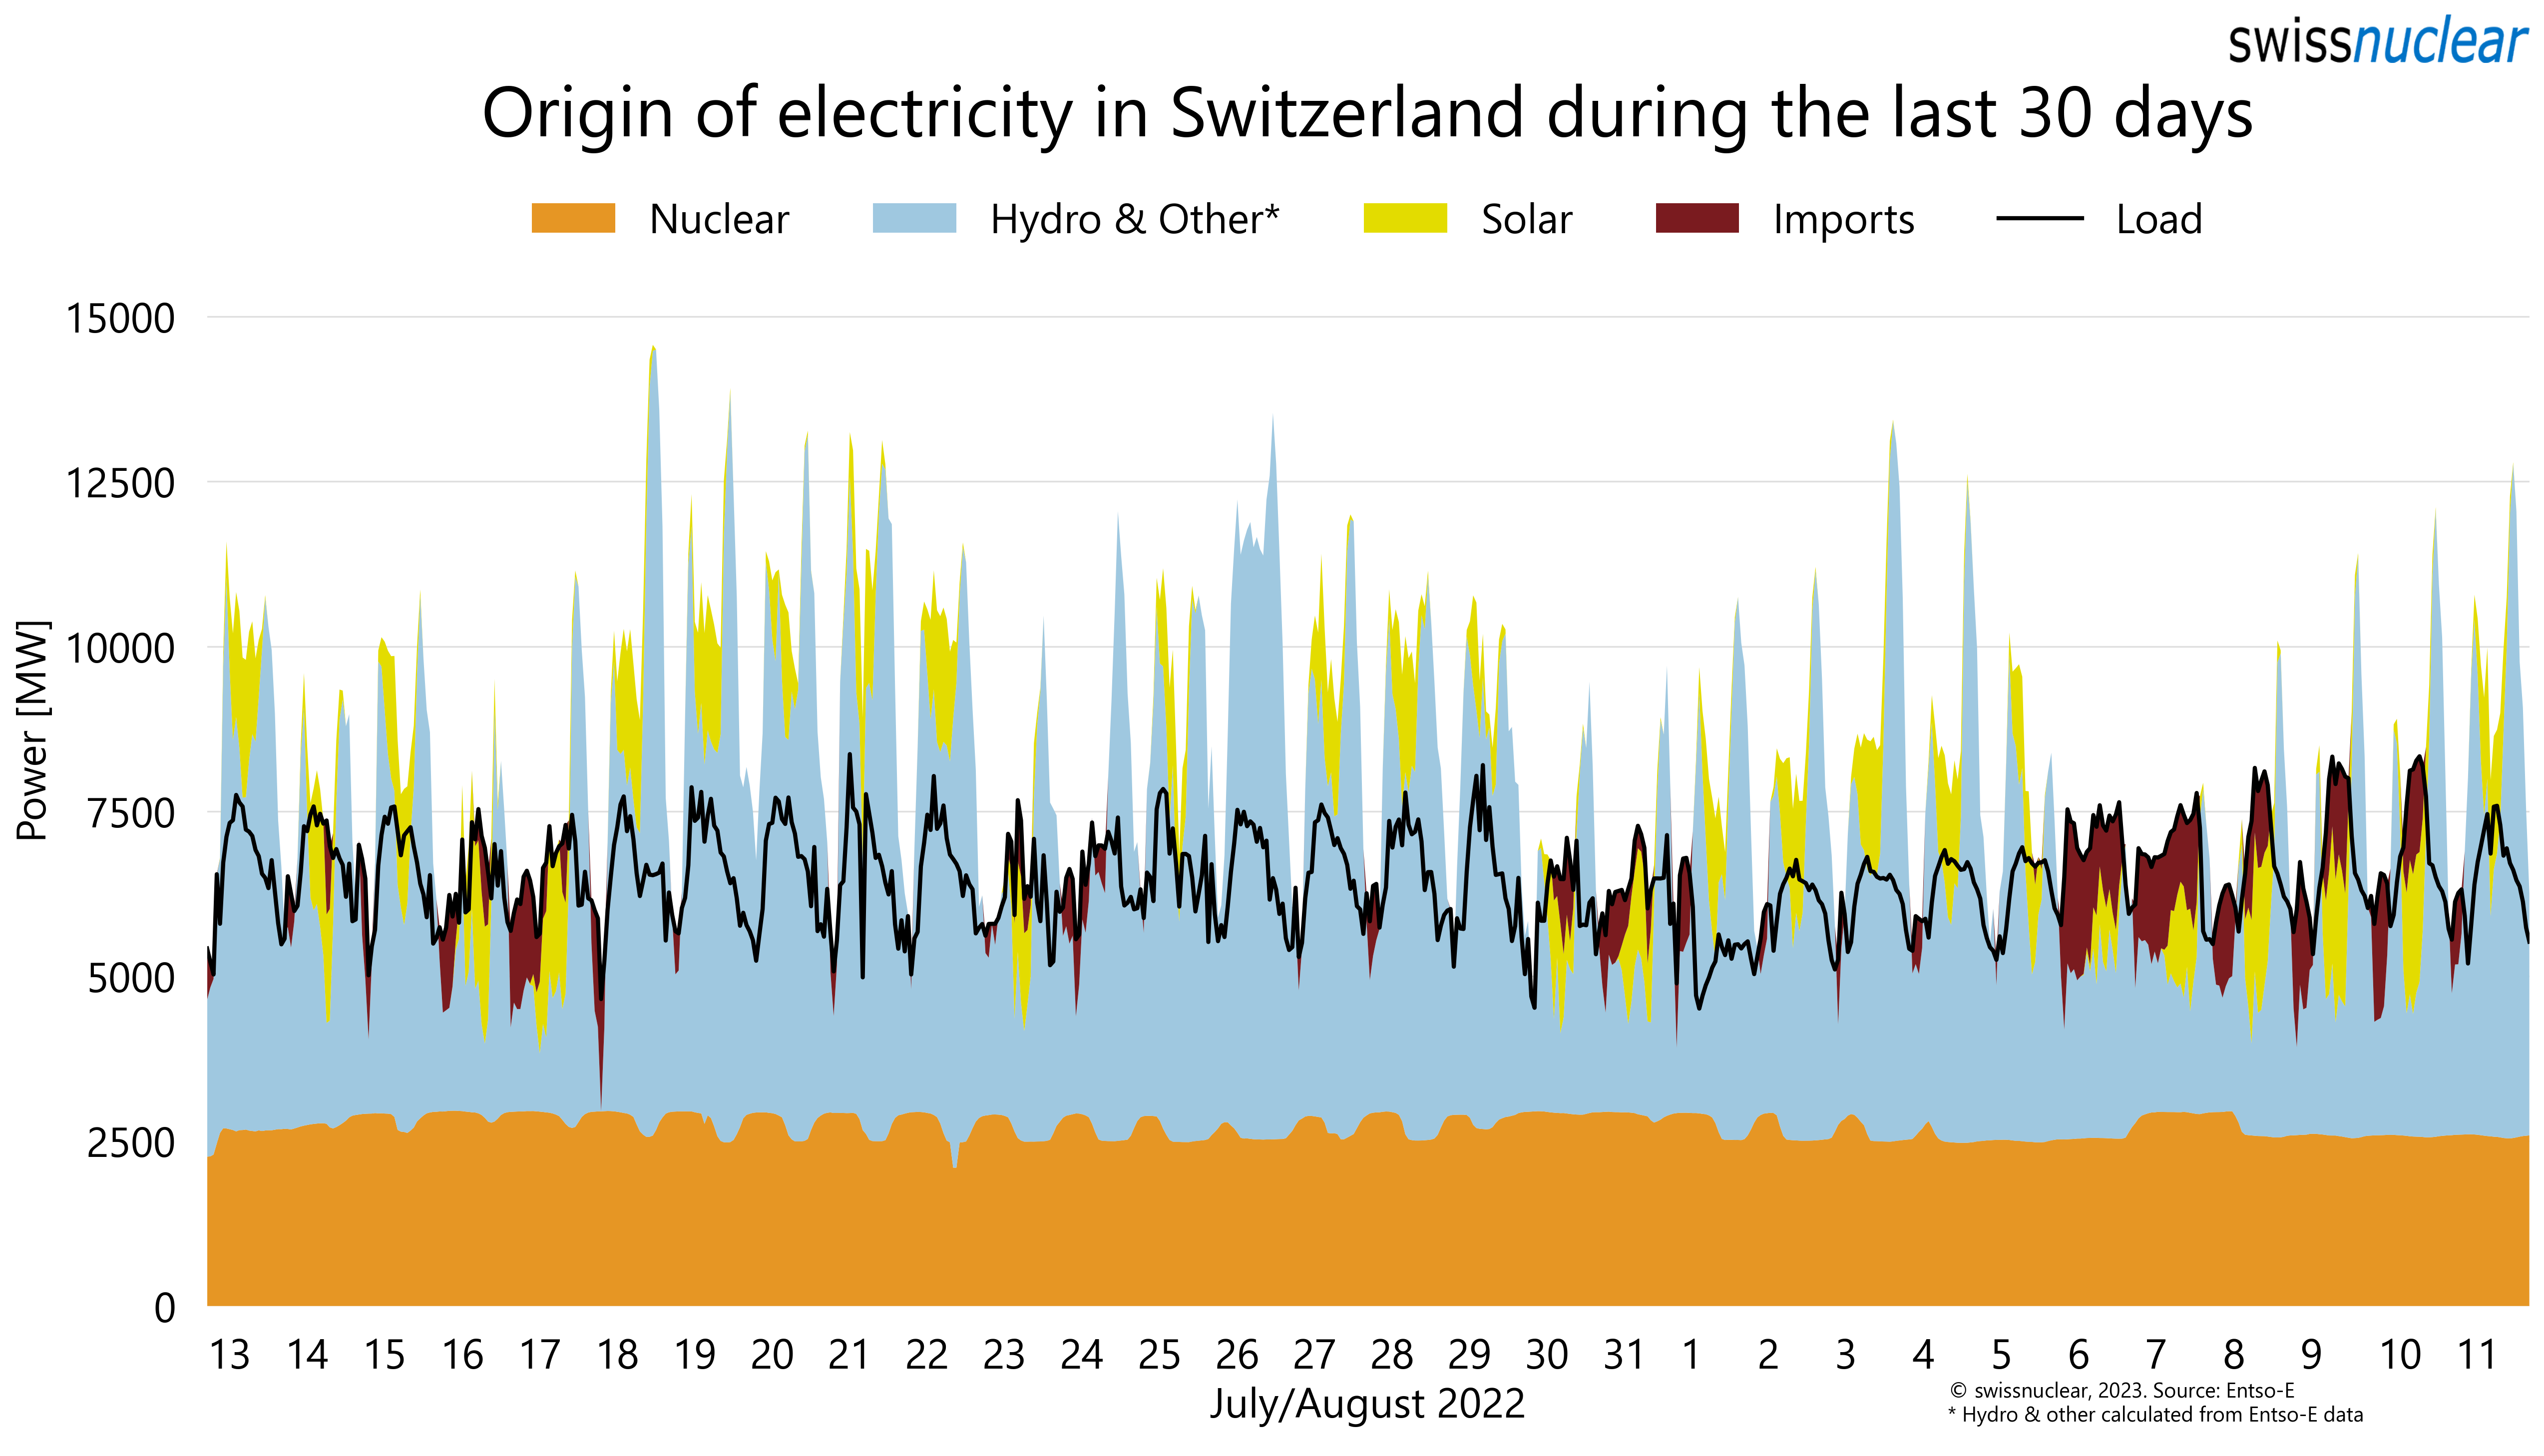 swissnuclear
Origin of electricity in Switzerland during the last 30 days
Nuclear Hydro & Other* Solar Imports Load
15000
12500
10000
7500
5000
2500
0
Power [MW]
13 14 15 16 17 18 19 20 21 22 23 24 25 26 27 28 29 30 31 1 2 3 4 5 6 7 8 9 10 11
July/August 2022
© swissnuclear, 2023. Source: Entso-E
* Hydro & other calculated from Entso-E data